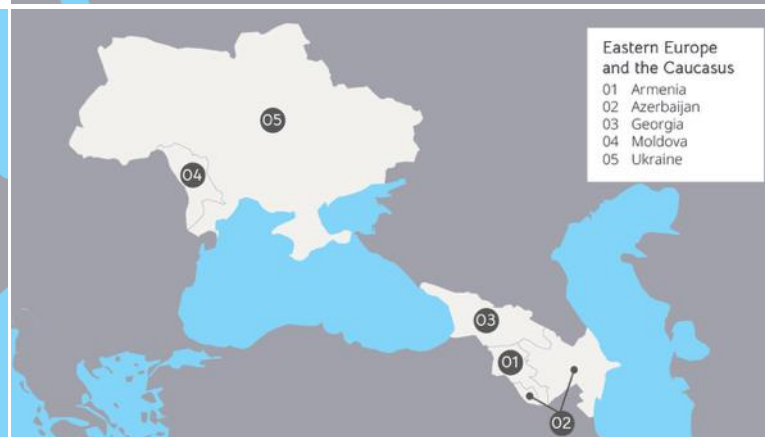 Eastern Europe
and the Caucasus
01 Armenia
02 Azerbaijan
03 Georgia
04 Moldova
05 Ukraine
05
04
03
01
02